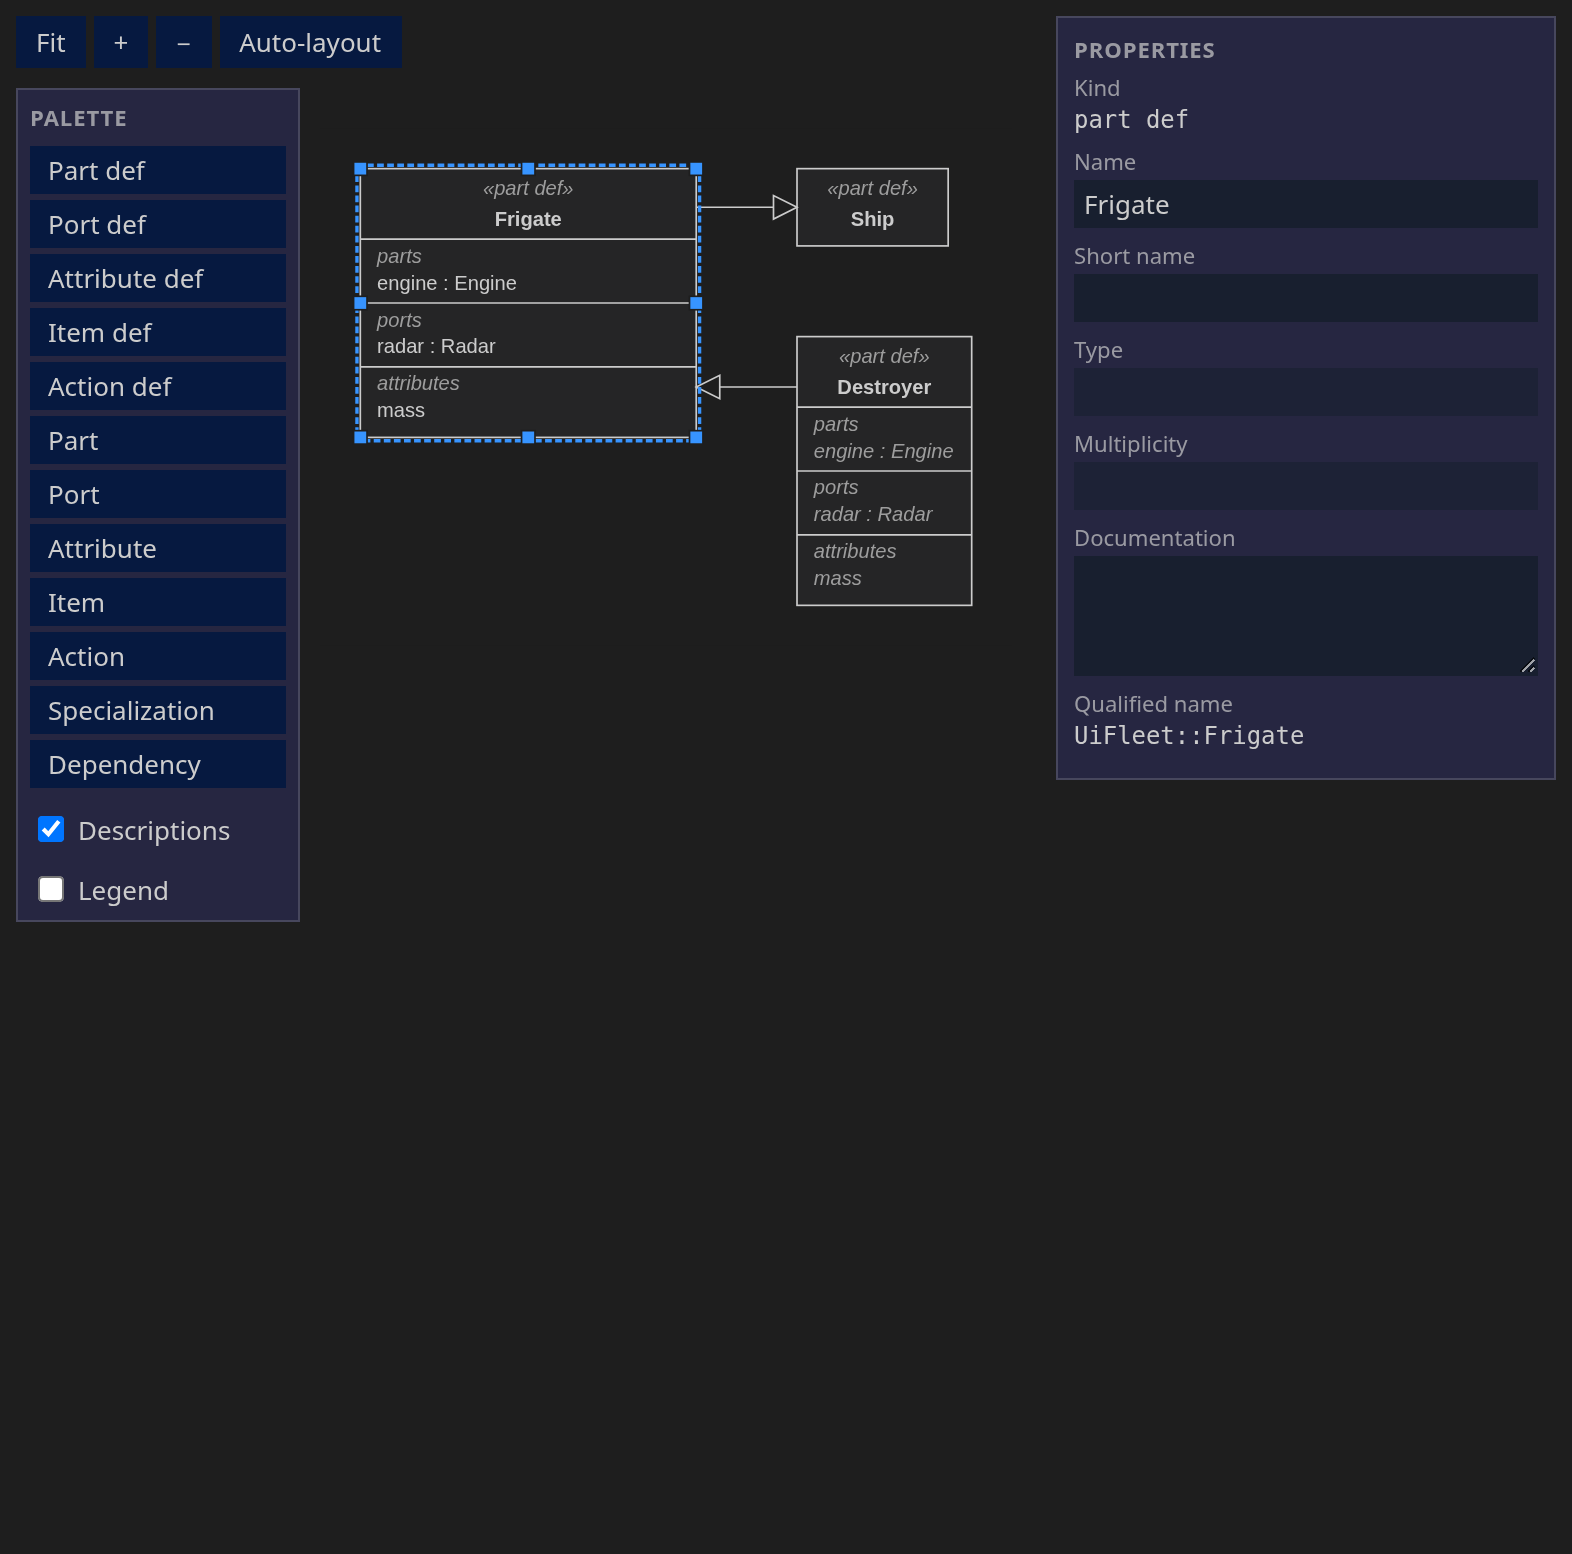 Fit
+
–
Auto-layout
PALETTE
Part def
Port def
Attribute def
Item def
Action def
Part
Port
Attribute
Item
Action
Specialization
Dependency
Descriptions
Legend
«part def»
Frigate
parts
engine : Engine
ports
radar : Radar
attributes
mass
«part def»
Ship
«part def»
Destroyer
parts
engine : Engine
ports
radar : Radar
attributes
mass
PROPERTIES
Kind
part def
Name
Frigate
Short name
Type
Multiplicity
Documentation
Qualified name
UiFleet::Frigate